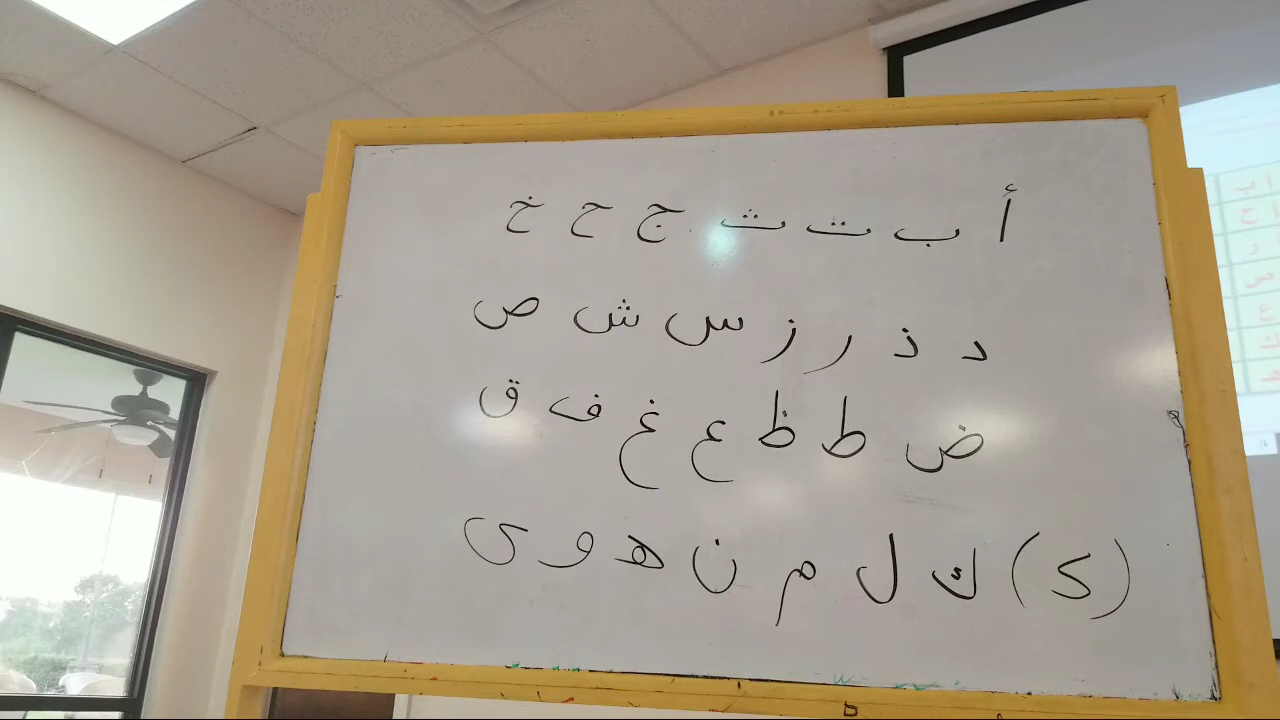 أ ب ت ث ج ح خ
د ذ ر ز س ش ص
ض ط ظ ع غ ف ق
(ک) ك ل م ن ه و ى